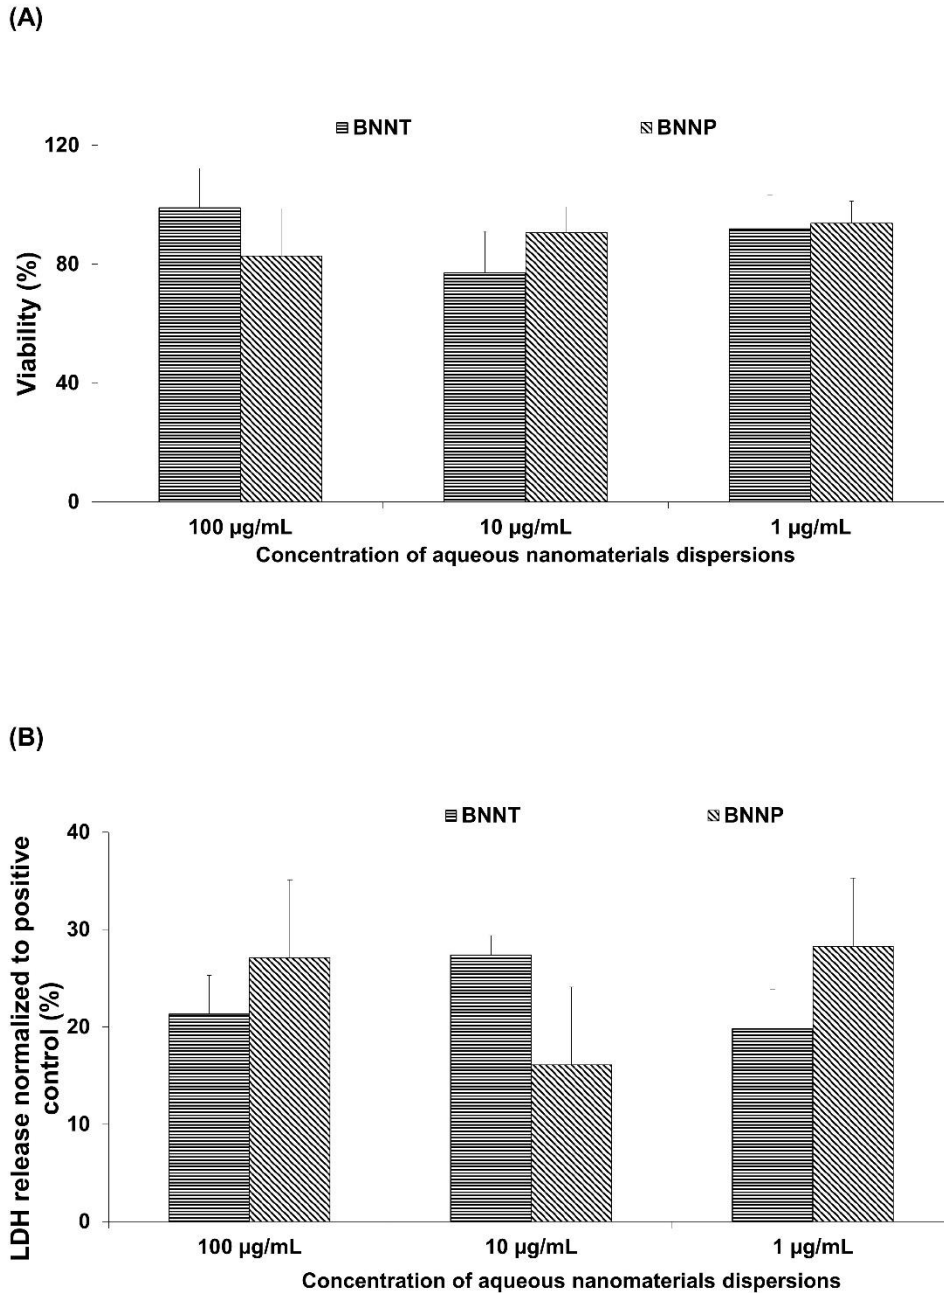 (A)
BNNT BNNP
120
80
40
0
Viability (%)
100 µg/mL 10 µg/mL 1 µg/mL
Concentration of aqueous nanomaterials dispersions
(B)
BNNT BNNP
40
30
20
10
0
LDH release normalized to positive
control (%)
100 µg/mL 10 µg/mL 1 µg/mL
Concentration of aqueous nanomaterials dispersions